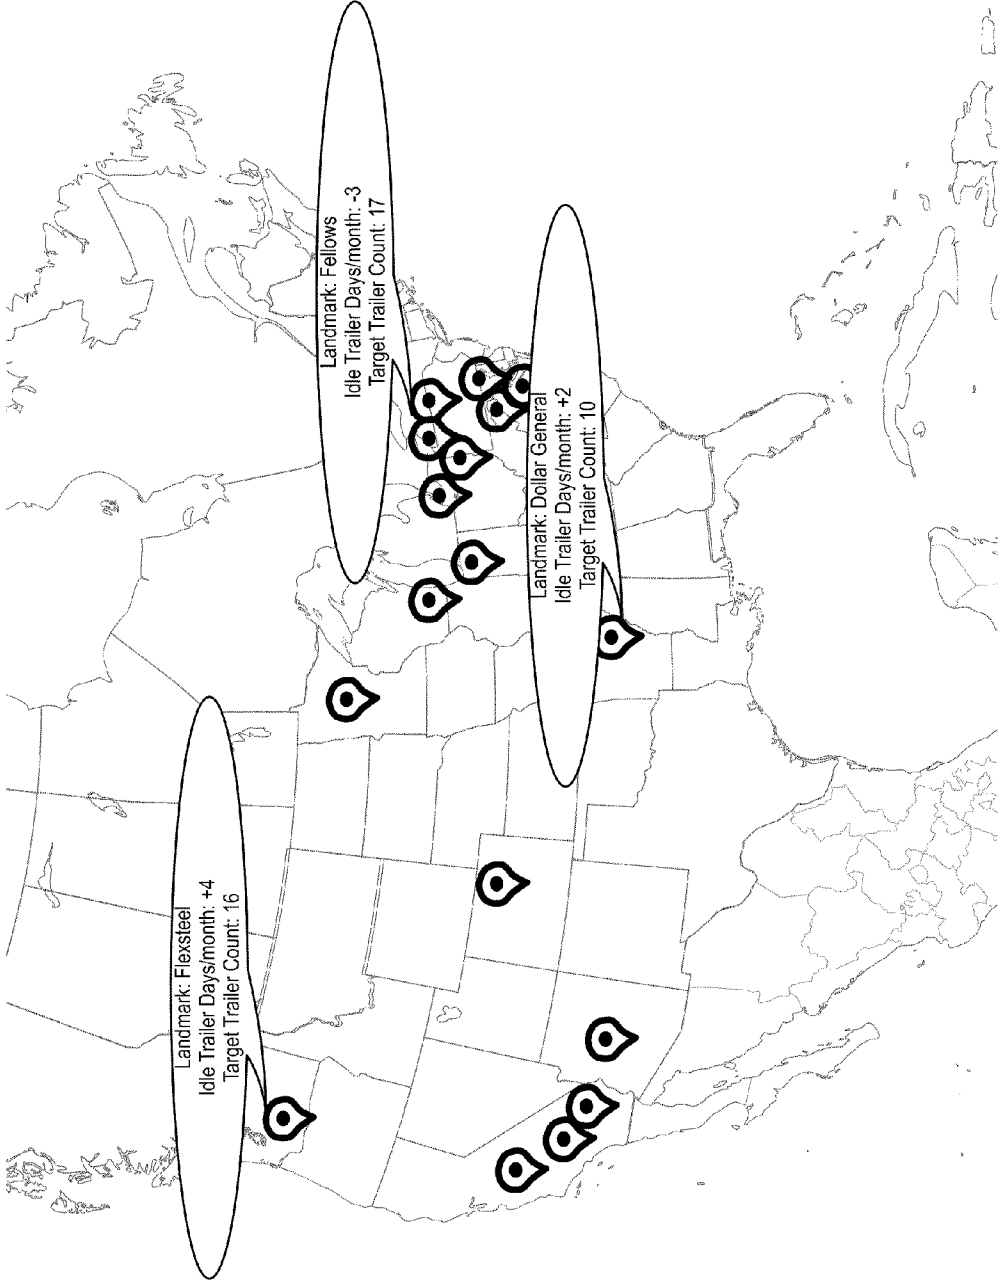 Landmark: Flexsteel
Idle Trailer Days/month: +4
Target Trailer Count: 16
Landmark: Fellows
Idle Trailer Days/month: -3
Target Trailer Count: 17
Landmark: Dollar General
Idle Trailer Days/month: +2
Target Trailer Count: 10